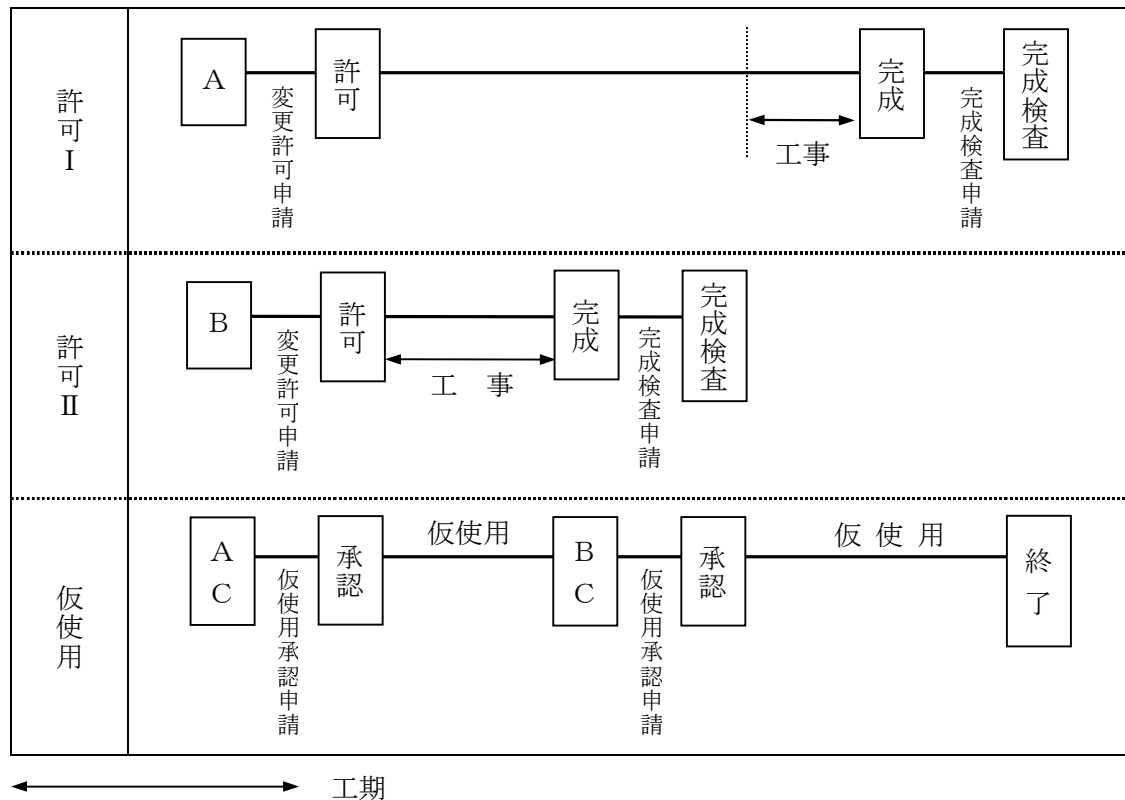 許可Ⅰ
A
変更許可申請
許可
工事
完成
完成検査申請
完成検査
許可Ⅱ
B
変更許可申請
許可
工 事
完成
完成検査申請
完成検査
仮使用
A
C
仮使用承認申請
承認
仮使用
B
C
仮使用承認申請
承認
仮 使 用
終了
工期